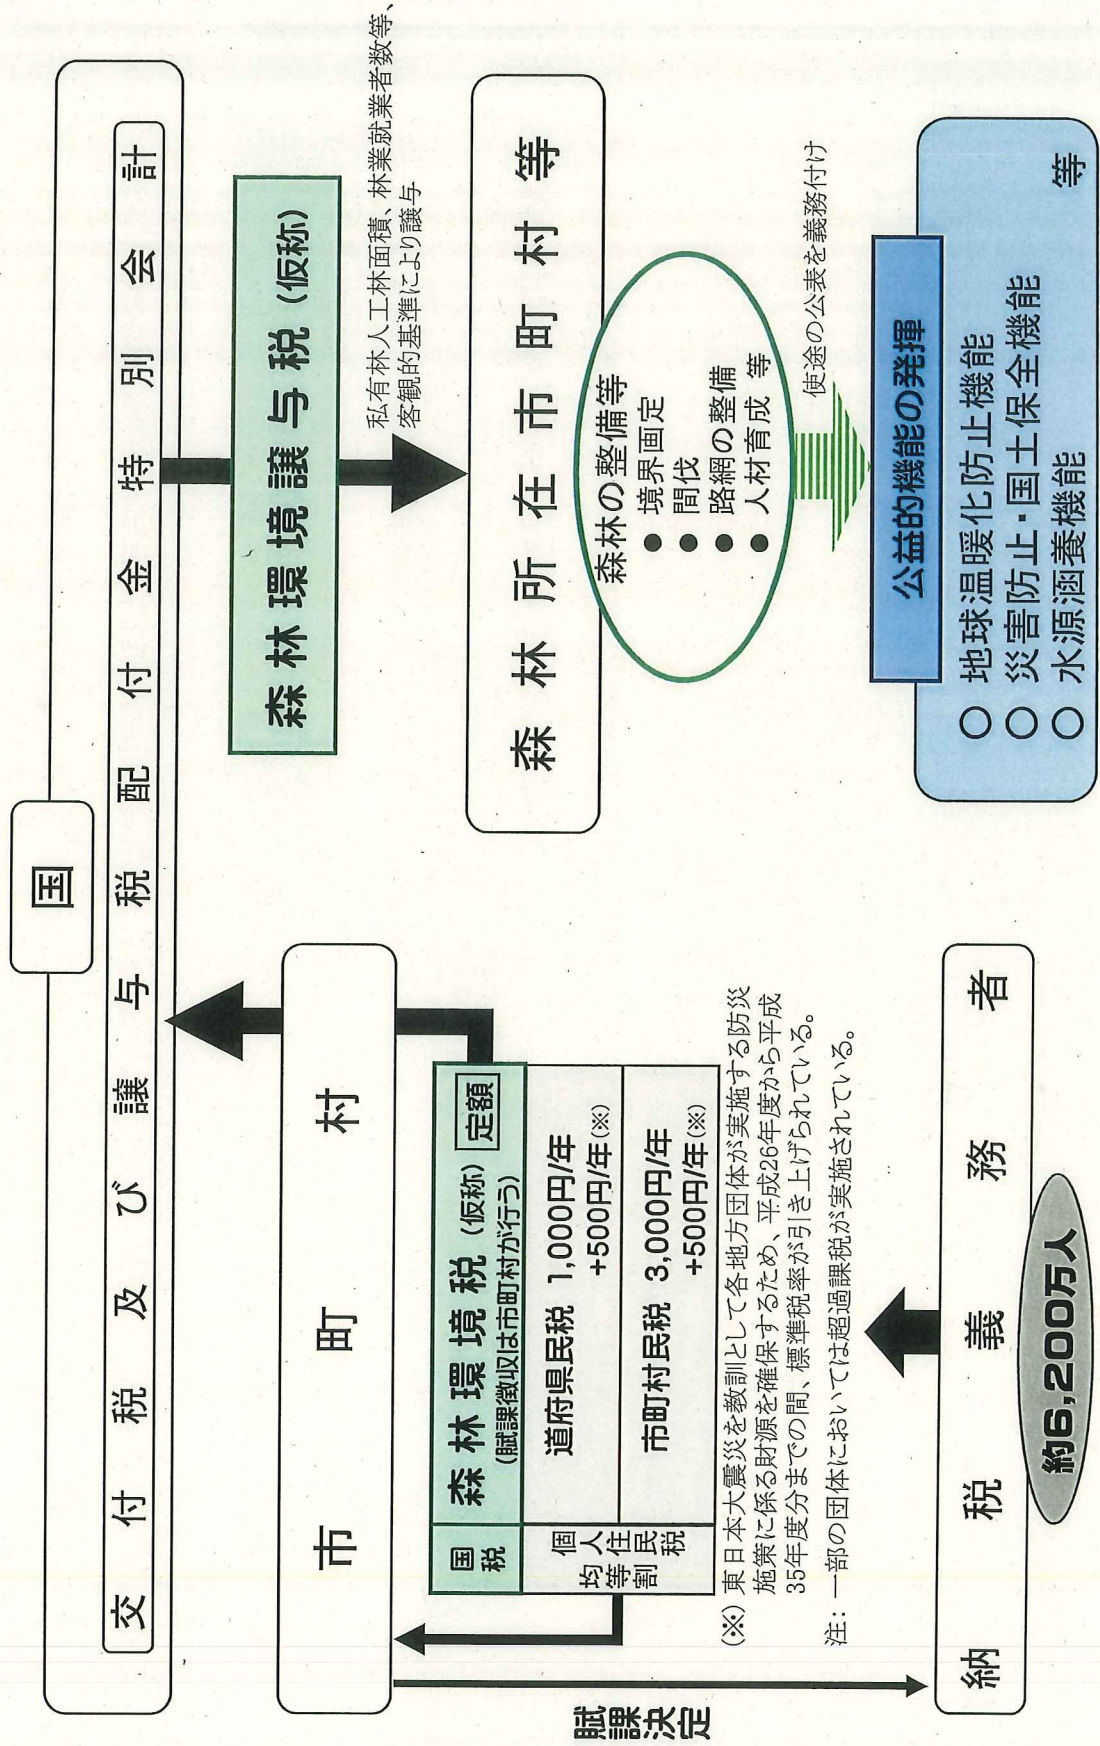 国
交付税及び譲与税配付金特別会計
市町村
国税
森林環境税（仮称） 定額
（賦課徴収は市町村が行う）
個人住民税
均等割
道府県民税 1,000円/年
+500円/年(※)
市町村民税 3,000円/年
+500円/年(※)
(※) 東日本大震災を教訓として各地方団体が実施する防災
施策に係る財源を確保するため、平成26年度から平成
35年度分までの間、標準税率が引き上げられている。
注：一部の団体においては超過課税が実施されている。
賦課決定
納税義務者
約6,200万人
森林環境譲与税（仮称）
私有林人工林面積、林業就業者数等、
客観的基準により譲与
森林所在市町村等
森林の整備等
● 境界画定
● 間伐
● 路網の整備
● 人材育成 等
使途の公表を義務付け
公益的機能の発揮
○ 地球温暖化防止機能
○ 災害防止・国土保全機能
○ 水源涵養機能 等